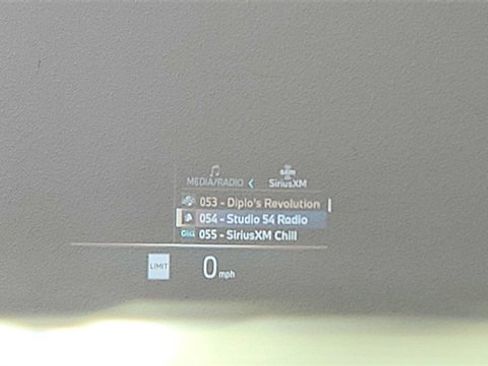 MEDIA/RADIO SiriusXM
053 - Diplo's Revolution
054 - Studio 54 Radio
055 - SiriusXM Chill
LIMIT 0 mph